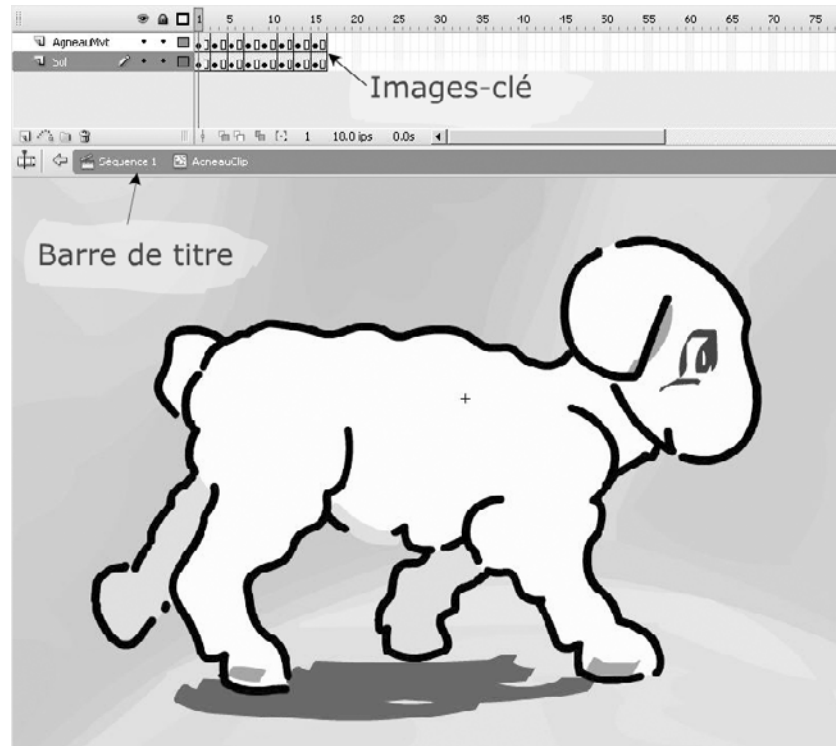 1 5 10 15 20 25 30 35 40 45 50 55 60 65 70 75
AgneauMvt
Sol
Images-clé
1 10.0 ips 0.0s
Séquence 1 AgneauClip
Barre de titre